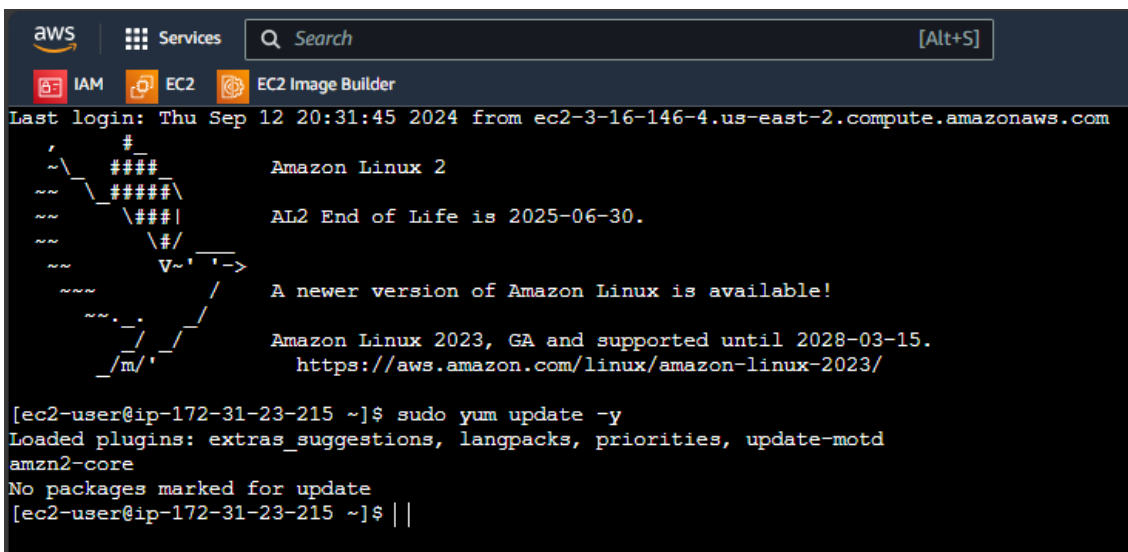 aws Services Search [Alt+S]
IAM EC2 EC2 Image Builder
Last login: Thu Sep 12 20:31:45 2024 from ec2-3-16-146-4.us-east-2.compute.amazonaws.com
   ,     #_
   ~\_  ####_        Amazon Linux 2
  ~~  \_#####\
  ~~     \###|       AL2 End of Life is 2025-06-30.
  ~~       \#/ ___
   ~~       V~' '->
    ~~~         /    A newer version of Amazon Linux is available!
      ~~._.   _/
         _/ _/       Amazon Linux 2023, GA and supported until 2028-03-15.
       _/m/'           https://aws.amazon.com/linux/amazon-linux-2023/
[ec2-user@ip-172-31-23-215 ~]$ sudo yum update -y
Loaded plugins: extras_suggestions, langpacks, priorities, update-motd
amzn2-core
No packages marked for update
[ec2-user@ip-172-31-23-215 ~]$